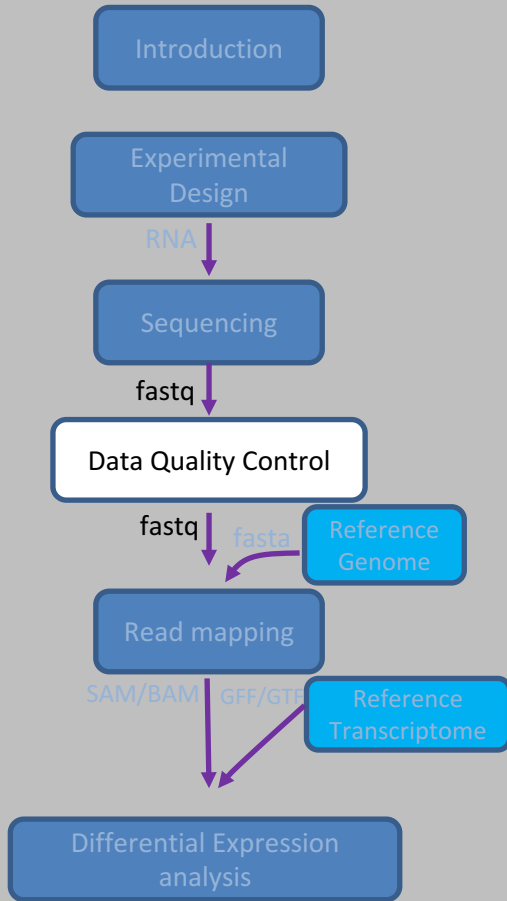 Introduction
Experimental
Design
RNA
Sequencing
fastq
Data Quality Control
fastq
fasta
Reference
Genome
Read mapping
SAM/BAM
GFF/GTF
Reference
Transcriptome
Differential Expression
analysis